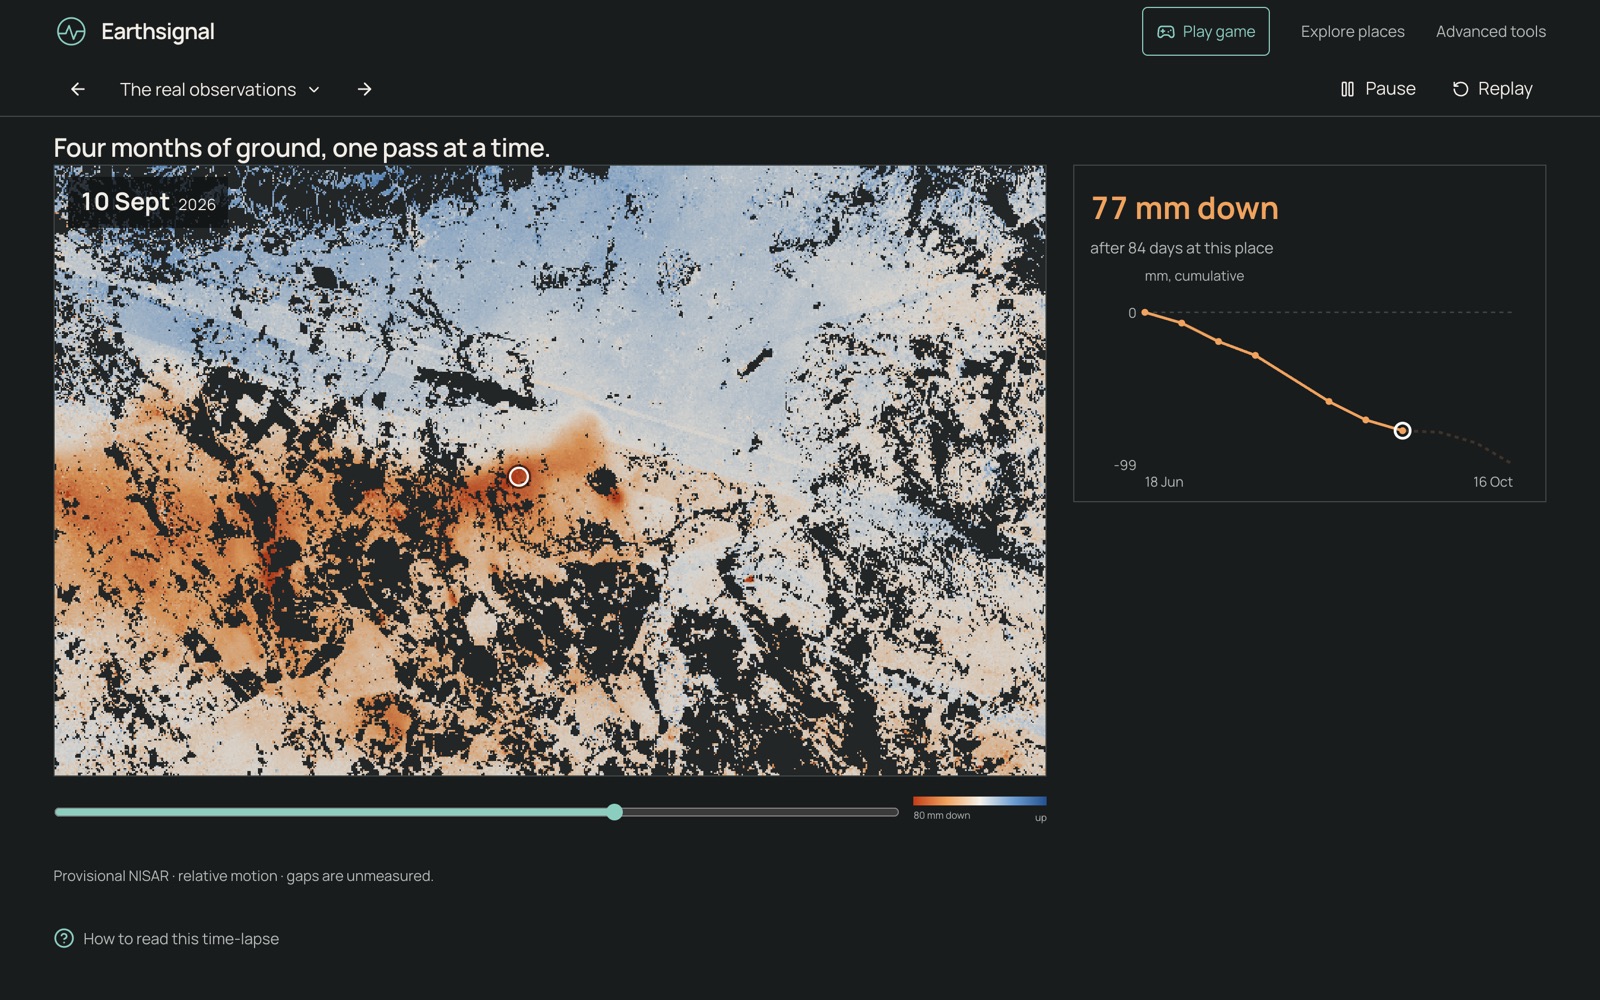 Earthsignal
Play game
Explore places
Advanced tools
The real observations
Pause
Replay
Four months of ground, one pass at a time.
10 Sept 2026
77 mm down
after 84 days at this place
mm, cumulative
0
-99
18 Jun
16 Oct
80 mm down
up
Provisional NISAR · relative motion · gaps are unmeasured.
How to read this time-lapse